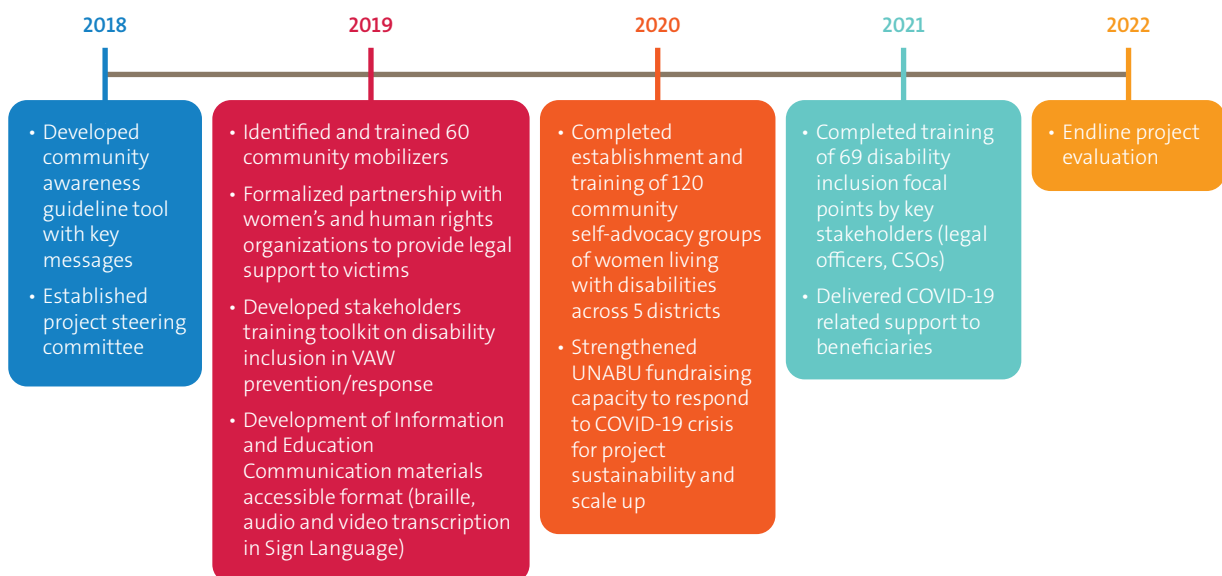 2018
• Developed
community
awareness
guideline tool
with key
messages
• Established
project steering
committee
2019
• Identified and trained 60
community mobilizers
• Formalized partnership with
women's and human rights
organizations to provide legal
support to victims
• Developed stakeholders
training toolkit on disability
inclusion in VAW
prevention/response
• Development of Information
and Education
Communication materials
accessible format (braille,
audio and video transcription
in Sign Language)
2020
• Completed
establishment and
training of 120
community
self-advocacy groups
of women living
with disabilities
across 5 districts
• Strengthened
UNABU fundraising
capacity to respond
to COVID-19 crisis
for project
sustainability and
scale up
2021
• Completed training
of 69 disability
inclusion focal
points by key
stakeholders (legal
officers, CSOs)
• Delivered COVID-19
related support to
beneficiaries
2022
• Endline project
evaluation